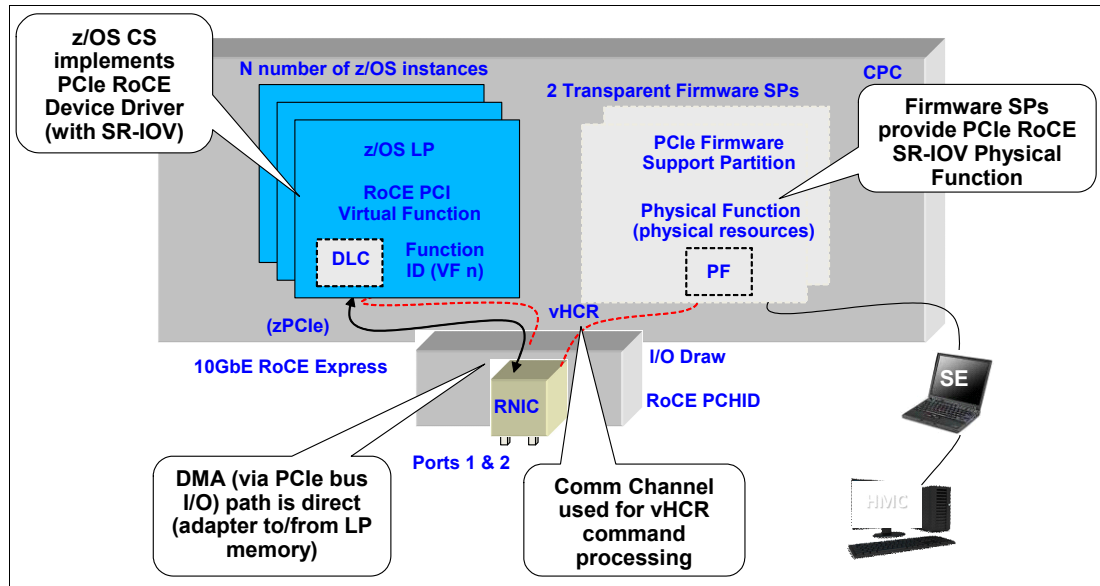 z/OS CS
implements
PCIe RoCE
Device Driver
(with SR-IOV)
N number of z/OS instances
CPC
2 Transparent Firmware SPs
Firmware SPs
provide PCIe RoCE
SR-IOV Physical
Function
z/OS LP
RoCE PCI
Virtual Function
DLC
Function
ID (VF n)
PCIe Firmware
Support Partition
Physical Function
(physical resources)
PF
(zPCIe)
vHCR
10GbE RoCE Express
I/O Draw
RNIC
RoCE PCHID
SE
Ports 1 & 2
DMA (via PCIe bus
I/O) path is direct
(adapter to/from LP
memory)
Comm Channel
used for vHCR
command
processing
HMC